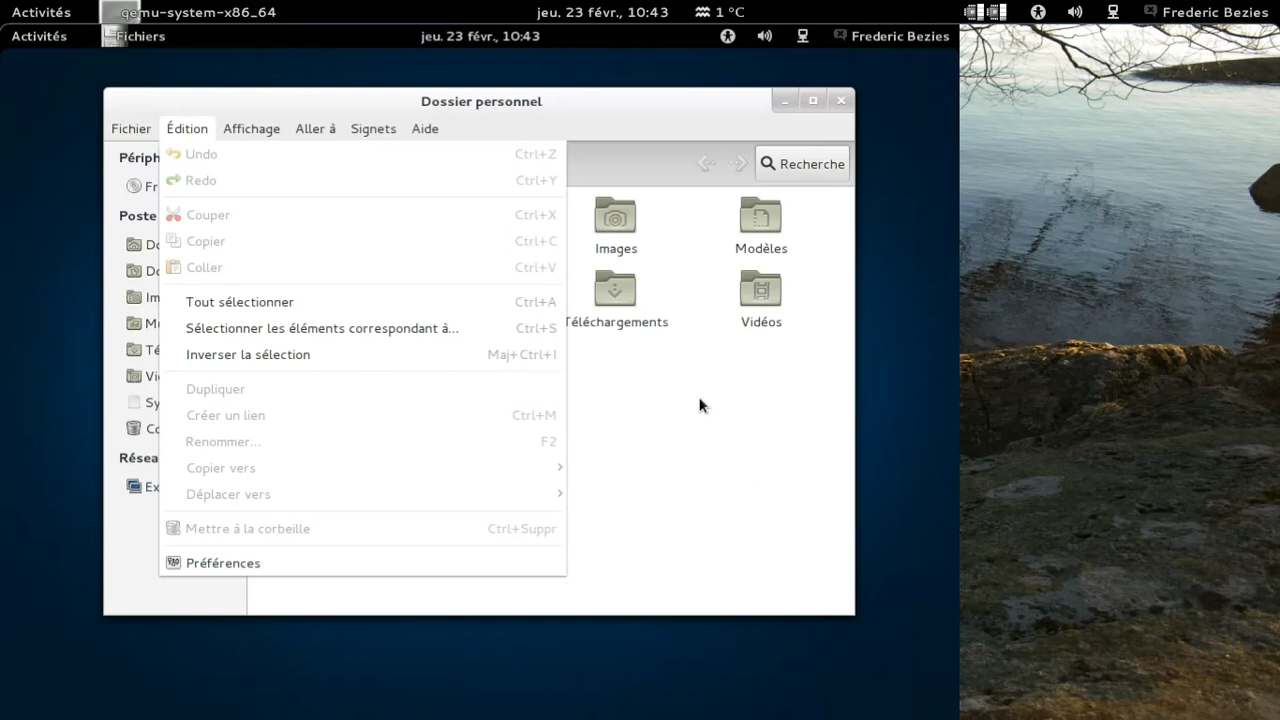 Activités qemu-system-x86_64 jeu. 23 févr., 10:43 1 °C Frederic Bezies
Activités Fichiers jeu. 23 févr., 10:43 Frederic Bezies
Dossier personnel
Fichier Édition Affichage Aller à Signets Aide
Recherche
Undo Ctrl+Z
Redo Ctrl+Y
Couper Ctrl+X
Copier Ctrl+C
Coller Ctrl+V
Tout sélectionner Ctrl+A
Sélectionner les éléments correspondant à... Ctrl+S
Inverser la sélection Maj+Ctrl+I
Dupliquer
Créer un lien Ctrl+M
Renommer... F2
Copier vers
Déplacer vers
Mettre à la corbeille Ctrl+Suppr
Préférences
Images Modèles
Téléchargements Vidéos